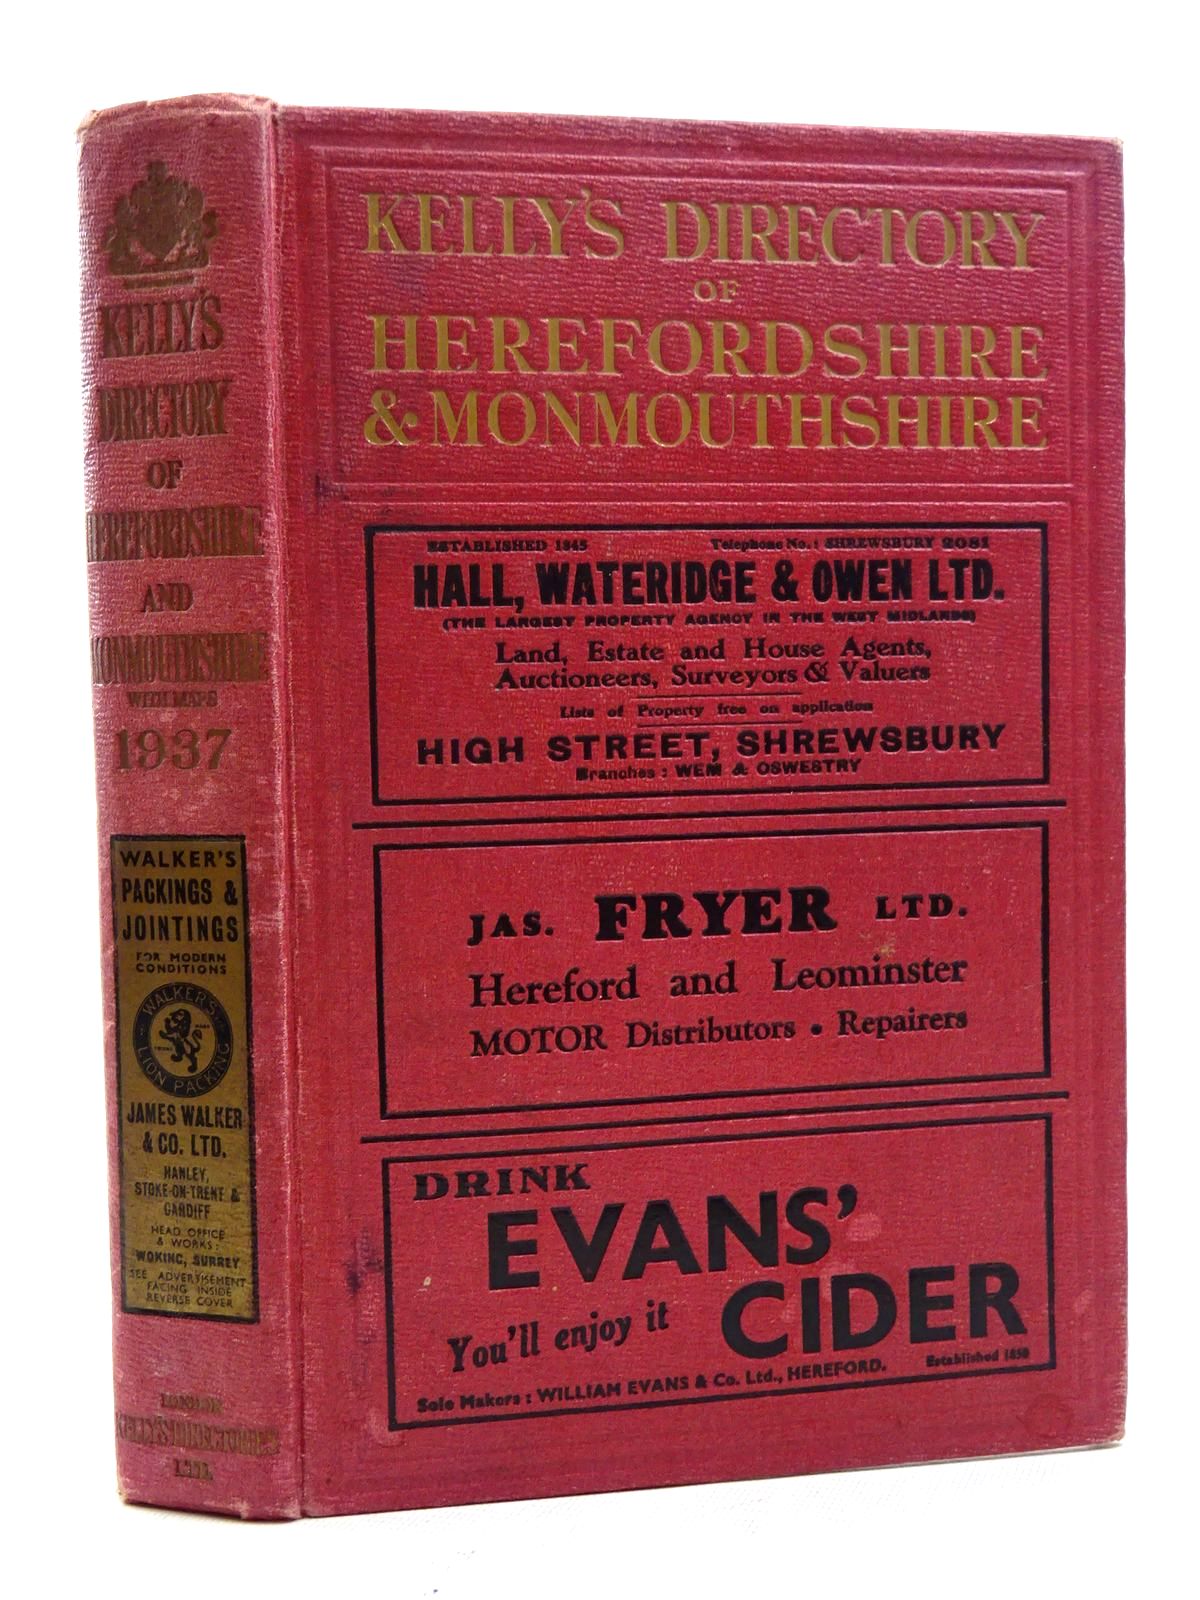 KELLY'S
DIRECTORY
OF
HEREFORDSHIRE
AND
MONMOUTHSHIRE
WITH MAPS
1937
WALKER'S
PACKINGS &
JOINTINGS
FOR MODERN
CONDITIONS
WALKER'S
LION PACKING
JAMES WALKER
& CO. LTD.
HANLEY,
STOKE-ON-TRENT &
CARDIFF
HEAD OFFICE
& WORKS:
WOKING, SURREY
SEE ADVERTISEMENT
FACING INSIDE
REVERSE COVER
LONDON
KELLY'S DIRECTORIES
LTD.
KELLY'S DIRECTORY
OF
HEREFORDSHIRE
& MONMOUTHSHIRE
ESTABLISHED 1845 Telephone No.: SHREWSBURY 2081
HALL, WATERIDGE & OWEN LTD.
(THE LARGEST PROPERTY AGENCY IN THE WEST MIDLANDS)
Land, Estate and House Agents,
Auctioneers, Surveyors & Valuers
Lists of Property free on application
HIGH STREET, SHREWSBURY
Branches: WEM & OSWESTRY
JAS. FRYER LTD.
Hereford and Leominster
MOTOR Distributors • Repairers
DRINK
EVANS'
You'll enjoy it CIDER
Sole Makers: WILLIAM EVANS & Co. Ltd., HEREFORD. Established 1850